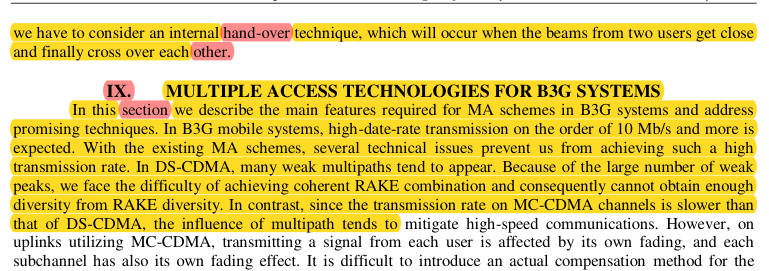 we have to consider an internal hand-over technique, which will occur when the beams from two users get close
and finally cross over each other.
IX. MULTIPLE ACCESS TECHNOLOGIES FOR B3G SYSTEMS
In this section we describe the main features required for MA schemes in B3G systems and address
promising techniques. In B3G mobile systems, high-date-rate transmission on the order of 10 Mb/s and more is
expected. With the existing MA schemes, several technical issues prevent us from achieving such a high
transmission rate. In DS-CDMA, many weak multipaths tend to appear. Because of the large number of weak
peaks, we face the difficulty of achieving coherent RAKE combination and consequently cannot obtain enough
diversity from RAKE diversity. In contrast, since the transmission rate on MC-CDMA channels is slower than
that of DS-CDMA, the influence of multipath tends to mitigate high-speed communications. However, on
uplinks utilizing MC-CDMA, transmitting a signal from each user is affected by its own fading, and each
subchannel has also its own fading effect. It is difficult to introduce an actual compensation method for the